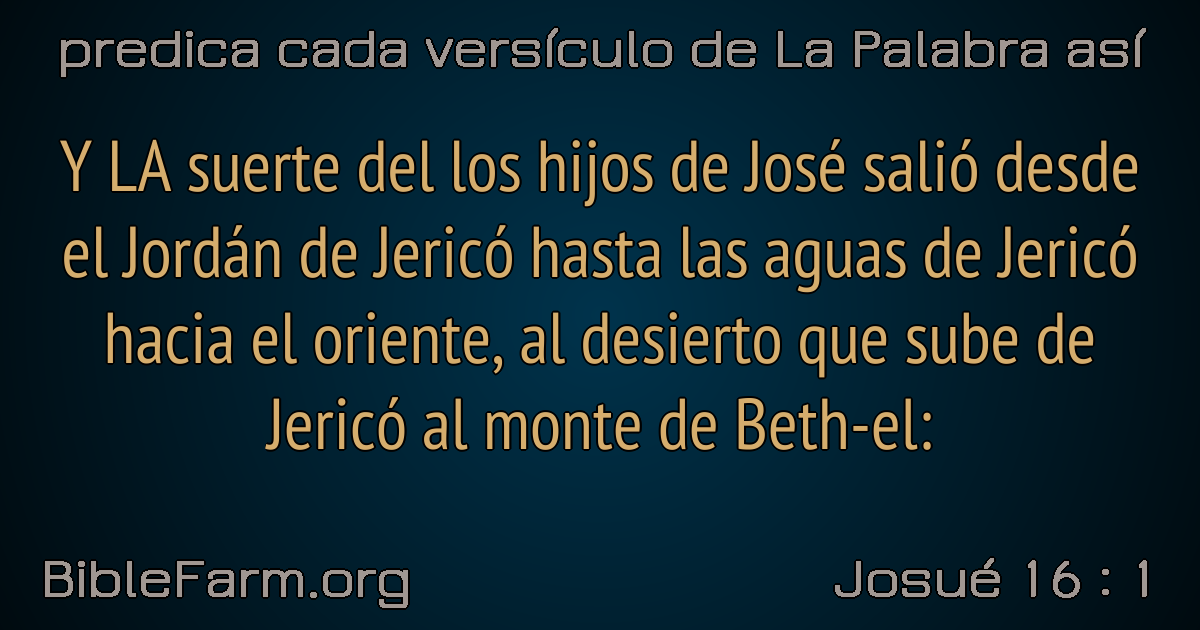 predica cada versículo de La Palabra así
Y LA suerte del los hijos de José salió desde
el Jordán de Jericó hasta las aguas de Jericó
hacia el oriente, al desierto que sube de
Jericó al monte de Beth-el:
BibleFarm.org
Josué 16 : 1